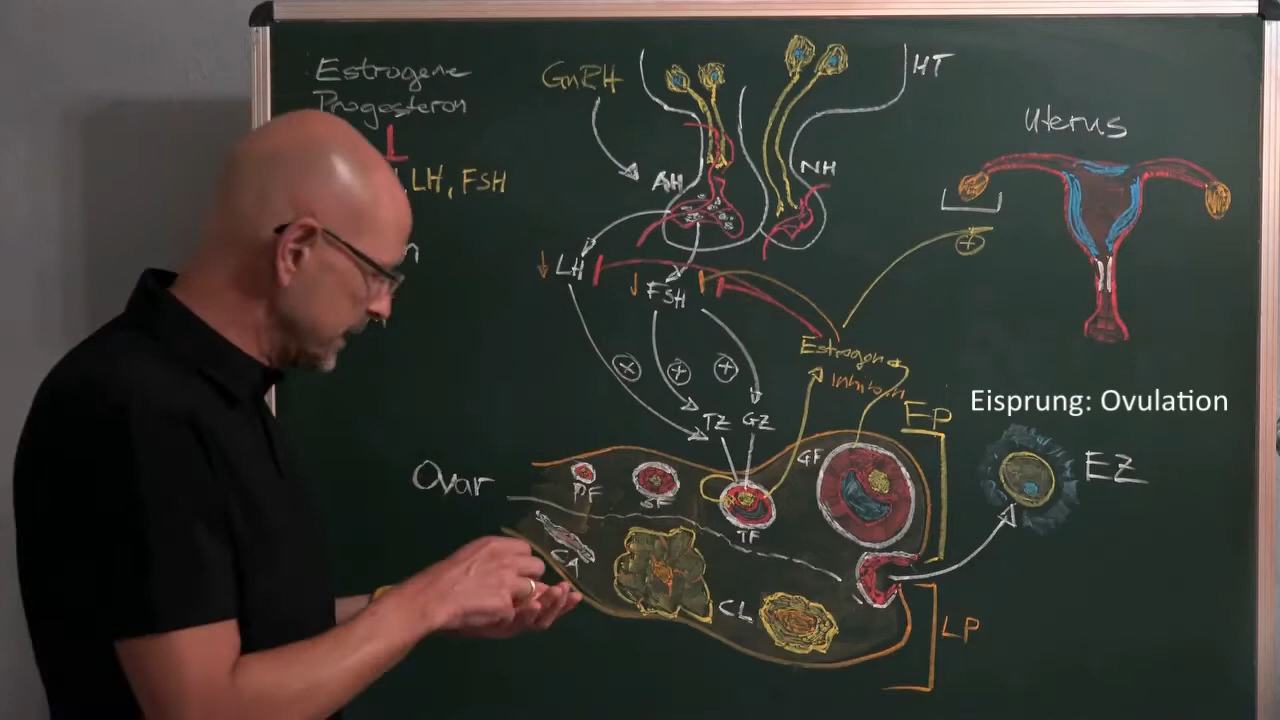 Estrogene
Progesteron
LH, FSH
GnRH
HT
AH
NH
Uterus
LH
FSH
Estrogene
Inhibin
TZ GZ
EP
Eisprung: Ovulation
Ovar
PF
SF
TF
GF
EZ
CA
CL
LP